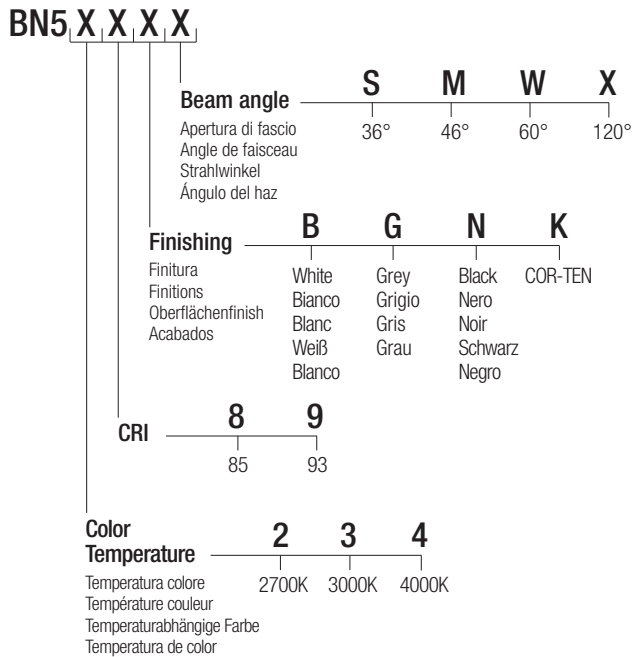 BN5 X X X X
Beam angle
S M W X
36° 46° 60° 120°
Apertura di fascio
Angle de faisceau
Strahlwinkel
Ángulo del haz
Finishing
B G N K
Finitura
Finitions
Oberflächenfinish
Acabados
White Grey Black COR-TEN
Bianco Grigio Nero
Blanc Gris Noir
Weiß Grau Schwarz
Blanco Negro
CRI
8 9
85 93
Color
Temperature
2 3 4
2700K 3000K 4000K
Temperatura colore
Température couleur
Temperaturabhängige Farbe
Temperatura de color